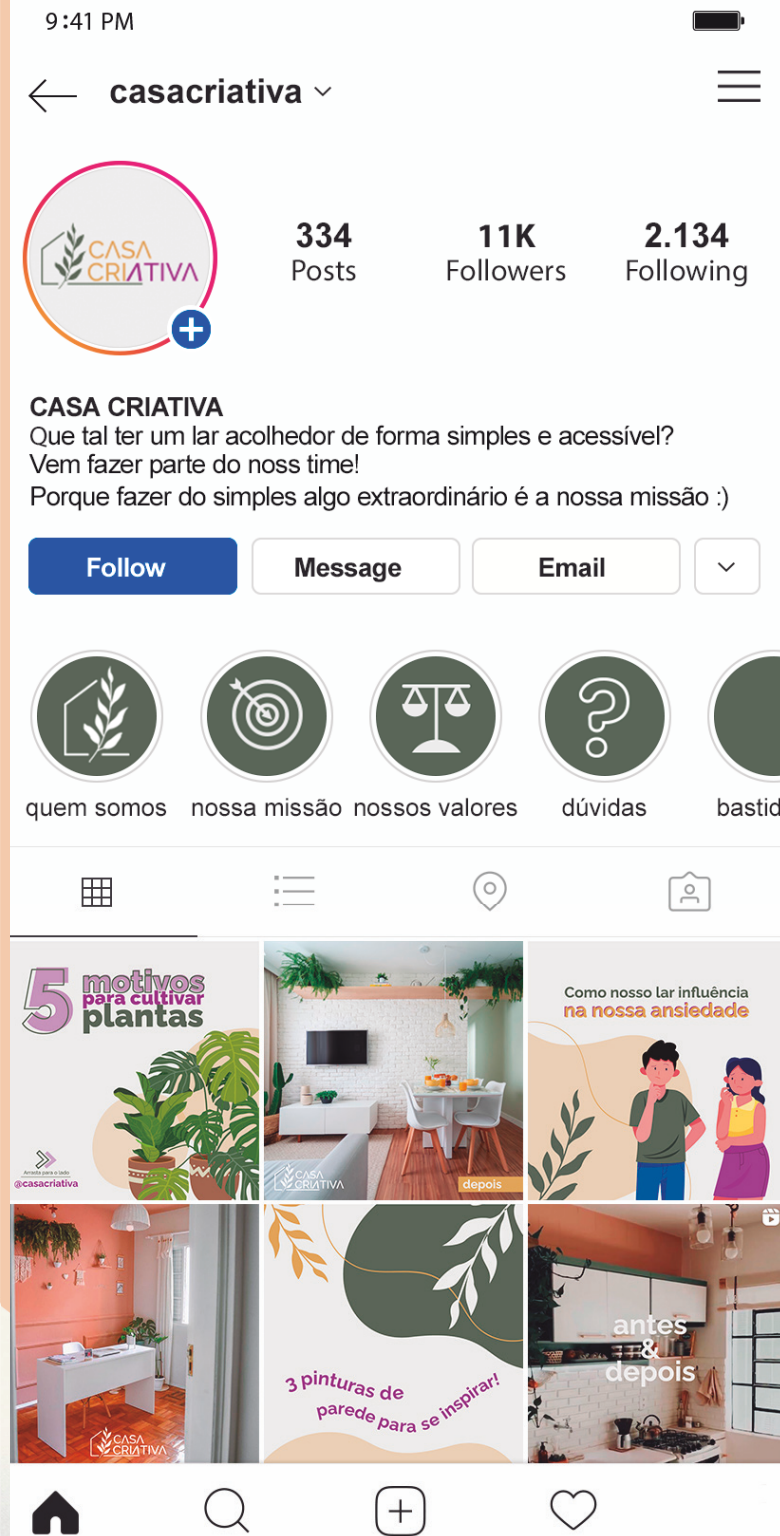 9:41 PM
casacriativa
CASA
CRIATIVA
334
Posts
11K
Followers
2.134
Following
CASA CRIATIVA
Que tal ter um lar acolhedor de forma simples e acessível?
Vem fazer parte do noss time!
Porque fazer do simples algo extraordinário é a nossa missão :)
Follow
Message
Email
quem somos
nossa missão
nossos valores
dúvidas
bastid
5 motivos
para cultivar
plantas
Arrasta para o lado
@casacriativa
CASA
CRIATIVA
depois
Como nosso lar influência
na nossa ansiedade
CASA
CRIATIVA
3 pinturas de
parede para se inspirar!
antes
&
depois